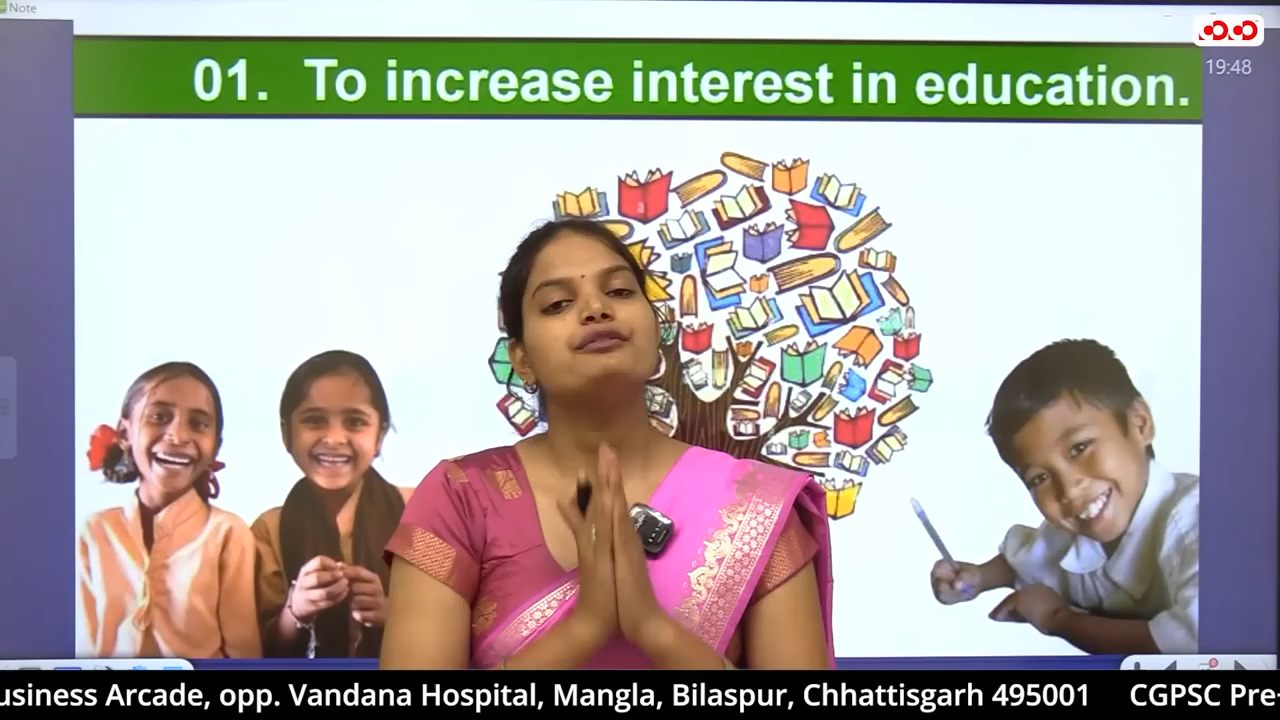 Note
01. To increase interest in education.
19:48
usiness Arcade, opp. Vandana Hospital, Mangla, Bilaspur, Chhattisgarh 495001 CGPSC Pre-